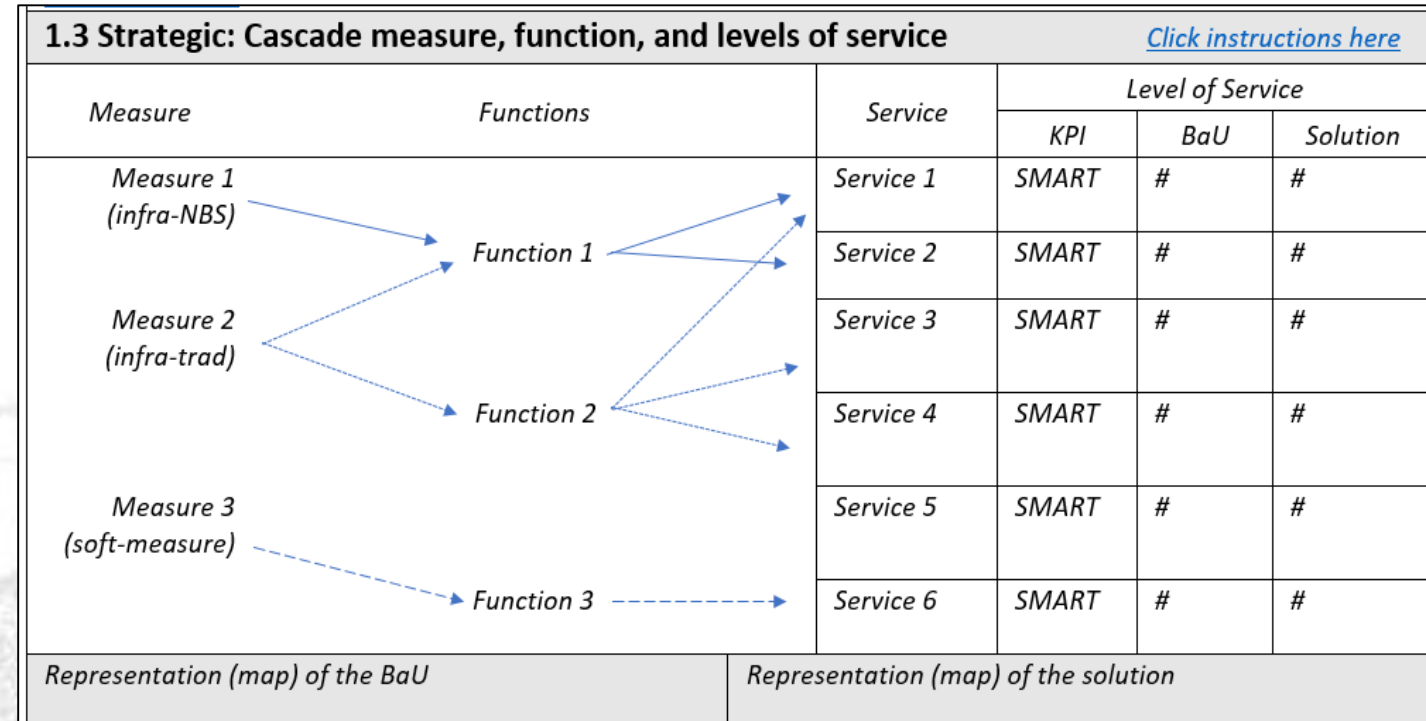 1.3 Strategic: Cascade measure, function, and levels of service
Click instructions here
Measure
Functions
Service
Level of Service
KPI
BaU
Solution
Measure 1
(infra-NBS)
Measure 2
(infra-trad)
Measure 3
(soft-measure)
Function 1
Function 2
Function 3
Service 1 SMART # #
Service 2 SMART # #
Service 3 SMART # #
Service 4 SMART # #
Service 5 SMART # #
Service 6 SMART # #
Representation (map) of the BaU
Representation (map) of the solution